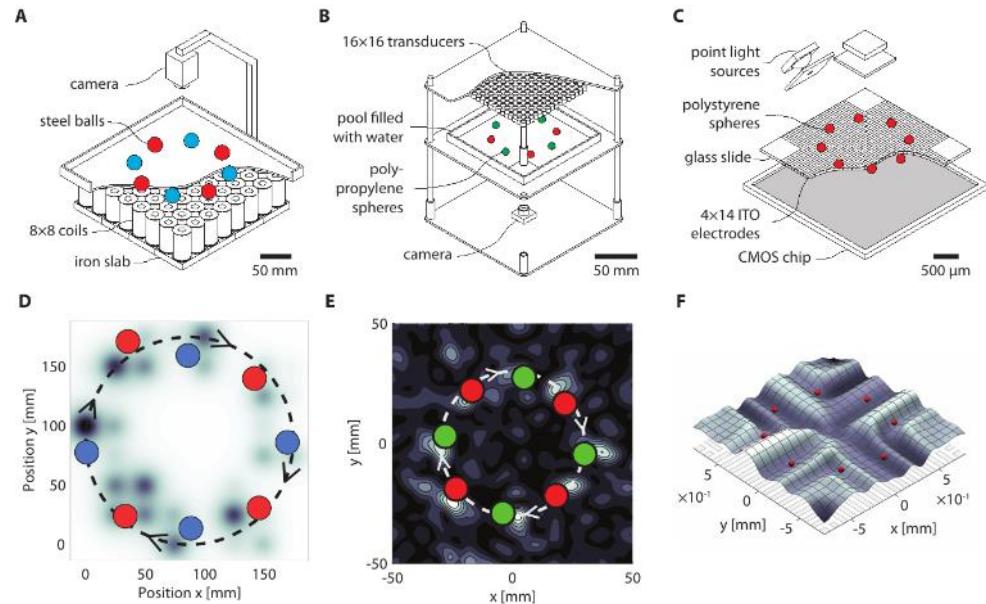 A
camera
steel balls
8×8 coils
iron slab
50 mm
B
16×16 transducers
pool filled
with water
poly-
propylene
spheres
camera
50 mm
C
point light
sources
polystyrene
spheres
glass slide
4×14 ITO
electrodes
CMOS chip
500 µm
D
Position y [mm]
150
100
50
0
0
50
100
150
Position x [mm]
E
y [mm]
50
0
-50
-50
0
50
x [mm]
F
5
×10⁻¹
0
y [mm]
-5
5
×10⁻¹
0
x [mm]
-5